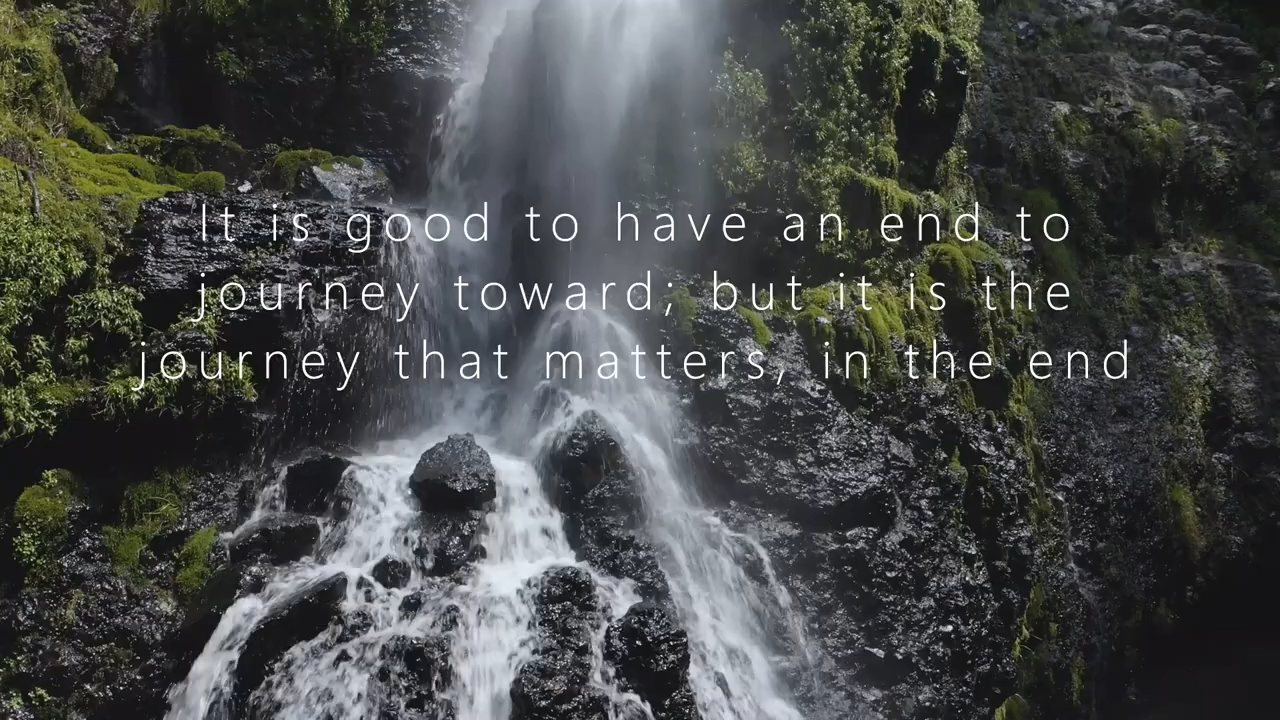 It is good to have an end to
journey toward; but it is the
journey that matters, in the end